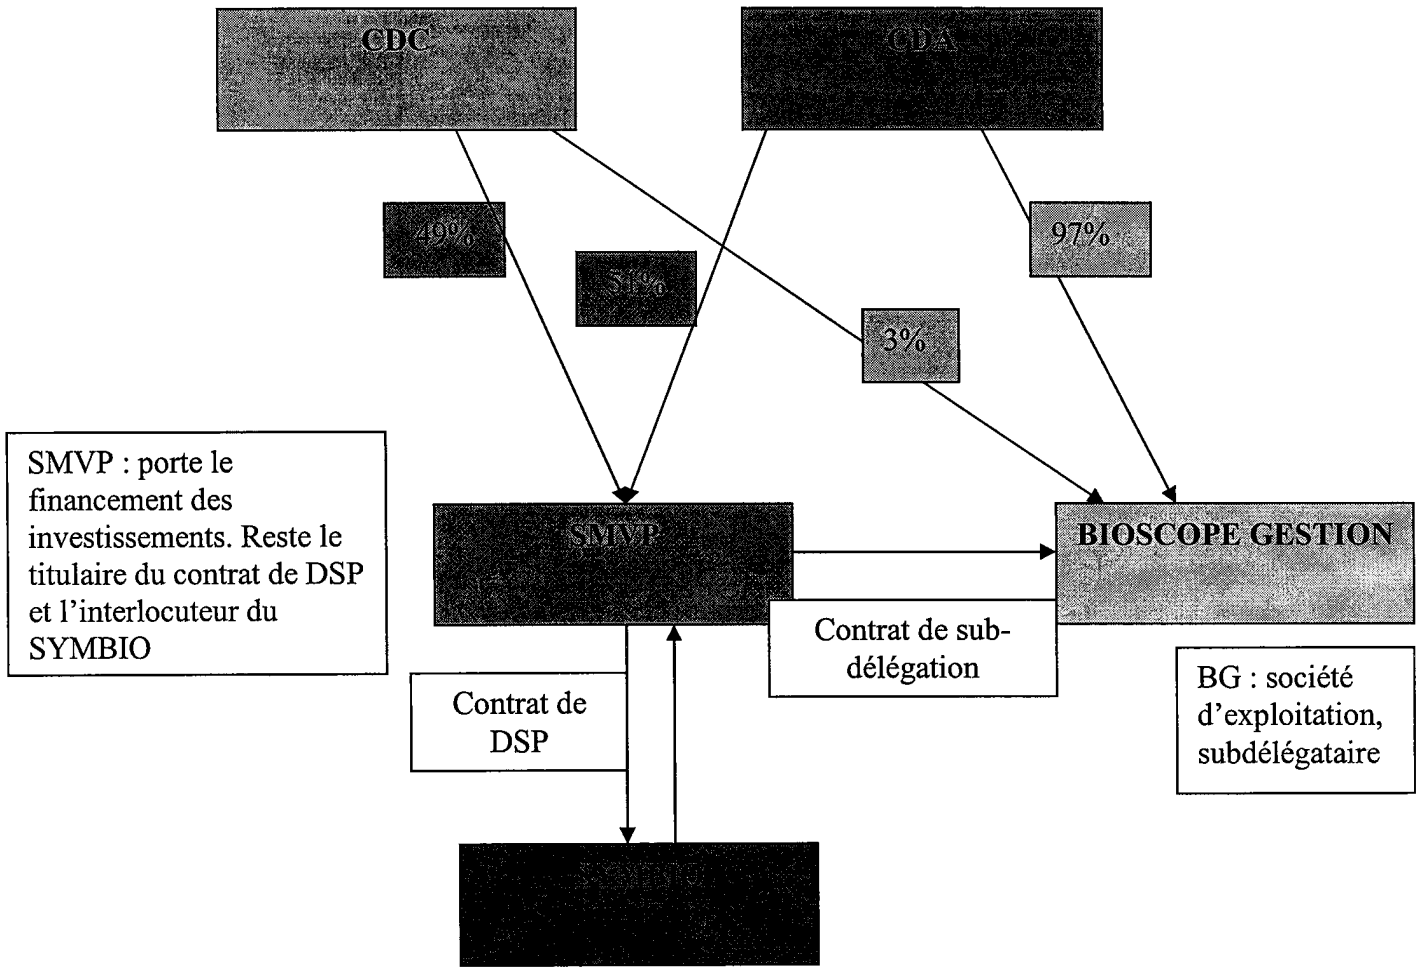 CDC
CDA
49%
51%
97%
3%
SMVP : porte le
financement des
investissements. Reste le
titulaire du contrat de DSP
et l'interlocuteur du
SYMBIO
SMVP
BIOSCOPE GESTION
Contrat de sub-
délégation
Contrat de
DSP
BG : société
d'exploitation,
subdélégataire